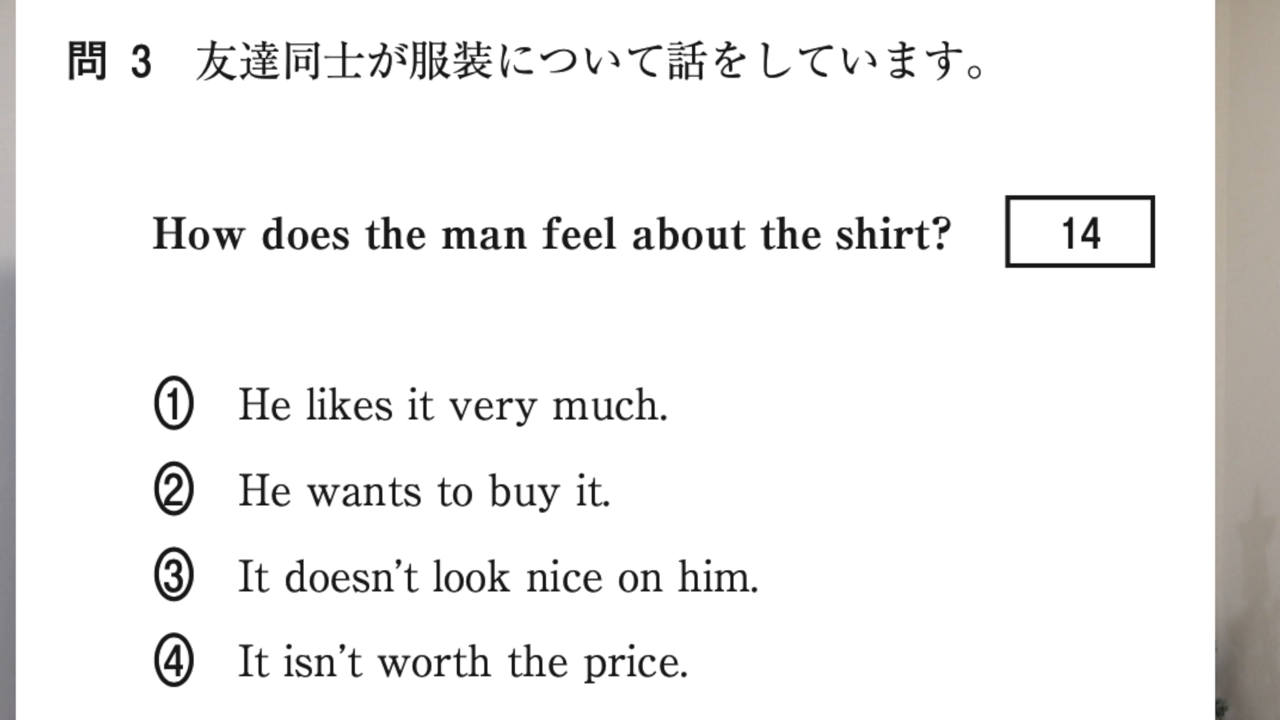 問 3 友達同士が服装について話をしています。
How does the man feel about the shirt? 14
① He likes it very much.
② He wants to buy it.
③ It doesn't look nice on him.
④ It isn't worth the price.